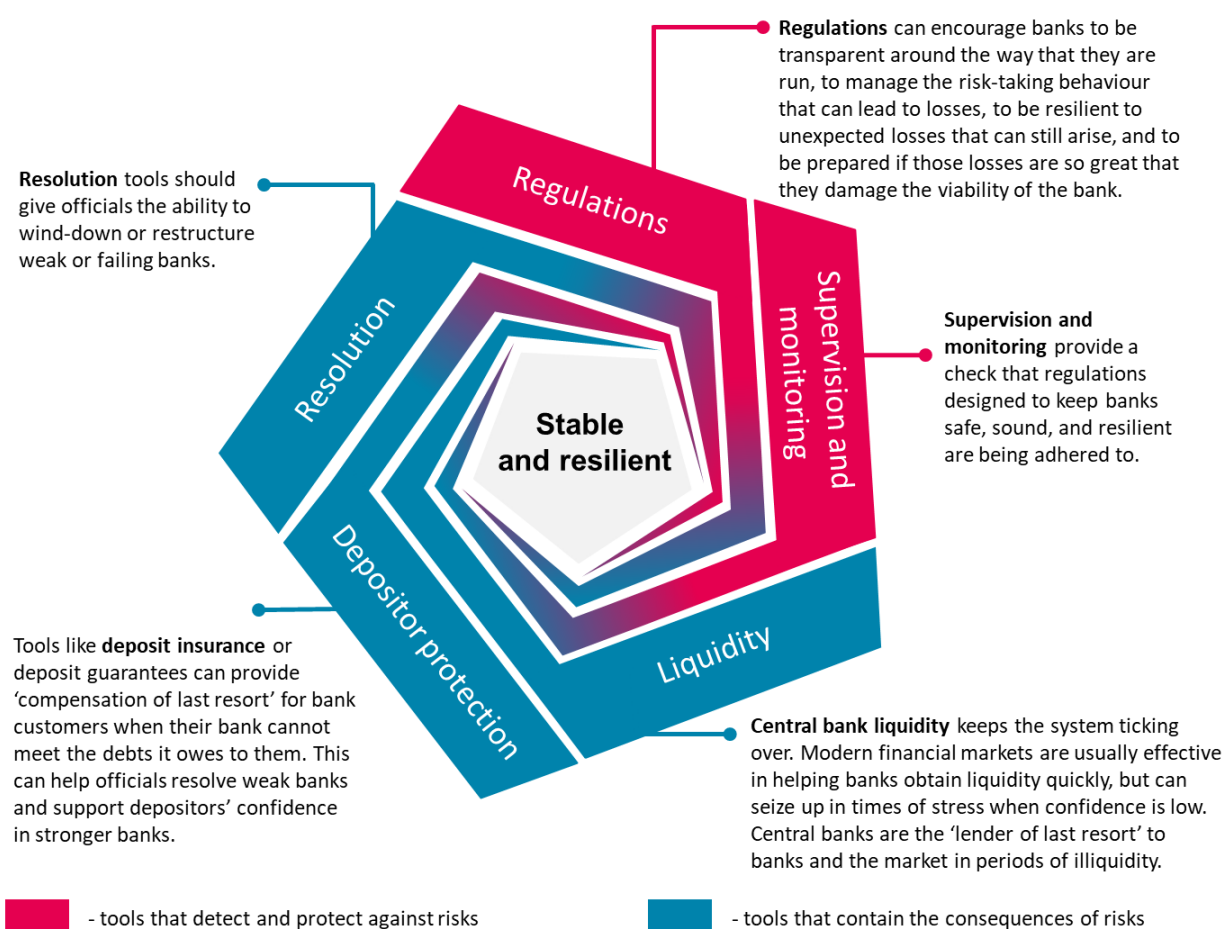 Regulations can encourage banks to be
transparent around the way that they are
run, to manage the risk-taking behaviour
that can lead to losses, to be resilient to
unexpected losses that can still arise, and to
be prepared if those losses are so great that
they damage the viability of the bank.
Resolution tools should
give officials the ability to
wind-down or restructure
weak or failing banks.
Regulations
Supervision and
monitoring
Resolution
Stable
and resilient
Supervision and
monitoring provide a
check that regulations
designed to keep banks
safe, sound, and resilient
are being adhered to.
Depositor protection
Liquidity
Tools like deposit insurance or
deposit guarantees can provide
‘compensation of last resort’ for bank
customers when their bank cannot
meet the debts it owes to them. This
can help officials resolve weak banks
and support depositors’ confidence
in stronger banks.
Central bank liquidity keeps the system ticking
over. Modern financial markets are usually effective
in helping banks obtain liquidity quickly, but can
seize up in times of stress when confidence is low.
Central banks are the ‘lender of last resort’ to
banks and the market in periods of illiquidity.
- tools that detect and protect against risks
- tools that contain the consequences of risks